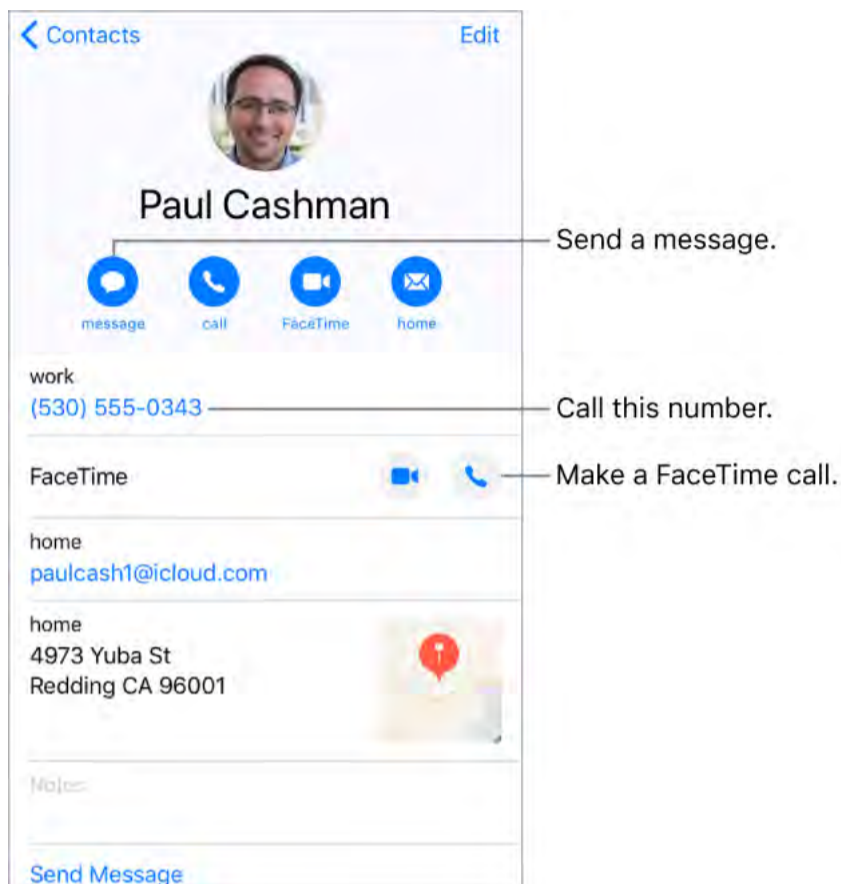 Contacts
Edit
Paul Cashman
Send a message.
message
call
FaceTime
home
work
(530) 555-0343
Call this number.
FaceTime
Make a FaceTime call.
home
paulcash1@icloud.com
home
4973 Yuba St
Redding CA 96001
Notes
Send Message